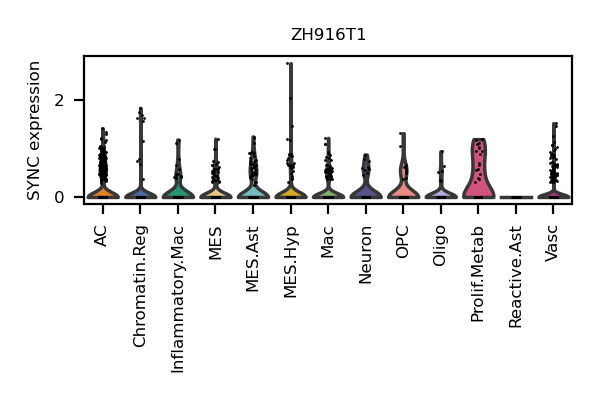 ZH916T1
SYNC expression
2
0
AC
Chromatin.Reg
Inflammatory.Mac
MES
MES.Ast
MES.Hyp
Mac
Neuron
OPC
Oligo
Prolif.Metab
Reactive.Ast
Vasc